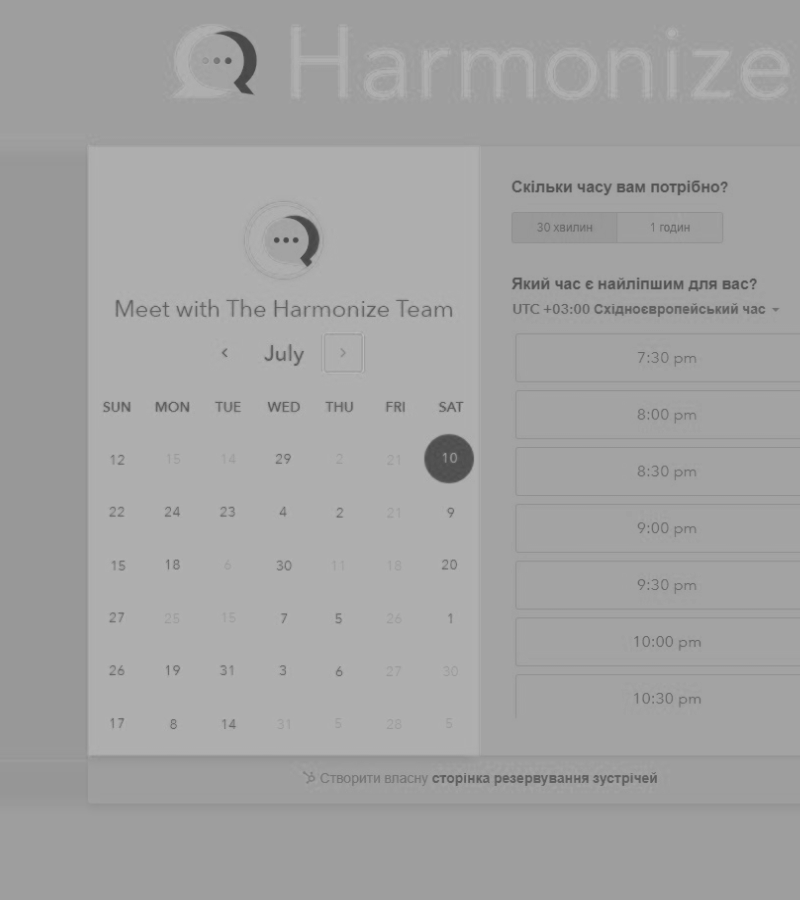 Harmonize
Meet with The Harmonize Team
July
SUN MON TUE WED THU FRI SAT
12 15 14 29 2 21 10
22 24 23 4 2 21 9
15 18 6 30 11 18 20
27 25 15 7 5 26 1
26 19 31 3 6 27 30
17 8 14 31 5 28 5
Скільки часу вам потрібно?
30 хвилин 1 годин
Який час є найліпшим для вас?
UTC +03:00 Східноєвропейський час
7:30 pm
8:00 pm
8:30 pm
9:00 pm
9:30 pm
10:00 pm
10:30 pm
Створити власну сторінка резервування зустрічей